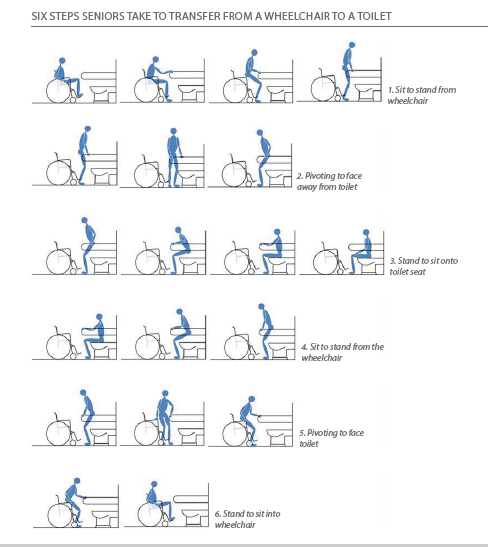 SIX STEPS SENIORS TAKE TO TRANSFER FROM A WHEELCHAIR TO A TOILET
1. Sit to stand from
wheelchair
2. Pivoting to face
away from toilet
3. Stand to sit onto
toilet seat
4. Sit to stand from the
wheelchair
5. Pivoting to face
toilet
6. Stand to sit into
wheelchair